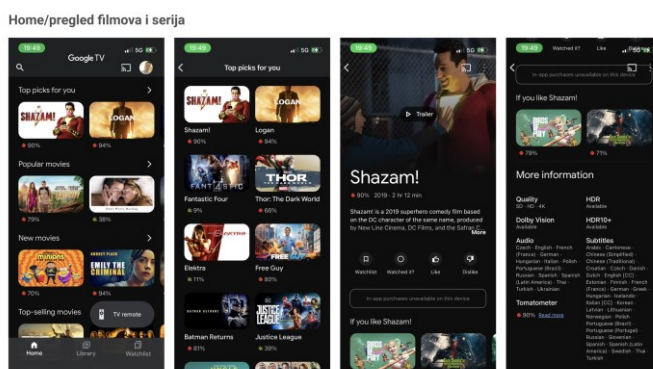 Home/pregled filmova i serija
19:49
5G
Google TV
Top picks for you
SHAZAM!
LOGAN
90%
94%
Popular movies
79%
38%
New movies
minions
EMILY THE
CRIMINAL
70%
94%
Top-selling movies
TV remote
Home
Library
Watchlist
19:49
5G
Top picks for you
SHAZAM!
LOGAN
Shazam!
Logan
90%
94%
FANTASTIC
THOR
Fantastic Four
Thor: The Dark World
9%
66%
ELEKTRA
FREE
GUY
Elektra
Free Guy
11%
80%
BATMAN RETURNS
JUSTICE
LEAGUE
Batman Returns
Justice League
81%
39%
19:49
5G
Trailer
Shazam!
90% · 2019 · 2 hr 12 min
Shazam! is a 2019 superhero comedy film based
on the DC character of the same name, produced
by New Line Cinema, DC Films, and the Safran C
More
Watchlist
Watched it?
Like
Dislike
In-app purchases unavailable on this device
If you like Shazam!
19:49
5G
Watched it?
Like
In-app purchases unavailable on this device
If you like Shazam!
79%
71%
More information
Quality
SD · HD · 4K
HDR
Available
Dolby Vision
Available
HDR10+
Available
Audio
Czech · English · French
(France) · German ·
Hungarian · Italian · Polish ·
Portuguese (Brazil) ·
Russian · Spanish · Spanish
(Latin America) · Thai ·
Turkish · Ukrainian
Subtitles
Arabic · Cantonese ·
Chinese (Simplified) ·
Chinese (Traditional) ·
Croatian · Czech · Danish ·
Dutch · English [CC] ·
Estonian · Finnish · French
(France) · German · Greek ·
Hungarian · Icelandic ·
Italian [CC] · Korean ·
Latvian · Lithuanian ·
Norwegian · Polish ·
Portuguese (Brazil) ·
Portuguese (Portugal) ·
Russian · Slovenian ·
Spanish · Spanish (Latin
America) · Swedish · Thai ·
Turkish
Tomatometer
90% Read more